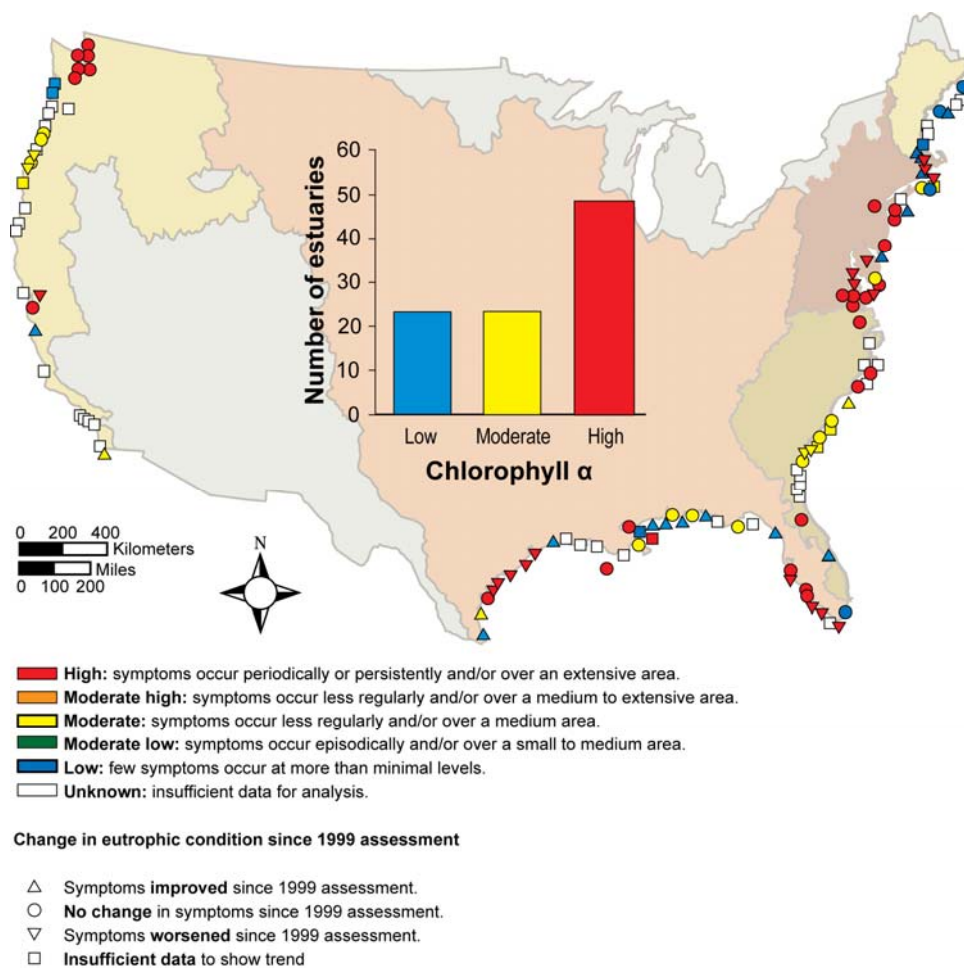 60
50
40
30
20
10
0
Number of estuaries
Low Moderate High
Chlorophyll α
0 200 400
Kilometers
Miles
0 100 200
N
High: symptoms occur periodically or persistently and/or over an extensive area.
Moderate high: symptoms occur less regularly and/or over a medium to extensive area.
Moderate: symptoms occur less regularly and/or over a medium area.
Moderate low: symptoms occur episodically and/or over a small to medium area.
Low: few symptoms occur at more than minimal levels.
Unknown: insufficient data for analysis.
Change in eutrophic condition since 1999 assessment
Symptoms improved since 1999 assessment.
No change in symptoms since 1999 assessment.
Symptoms worsened since 1999 assessment.
Insufficient data to show trend